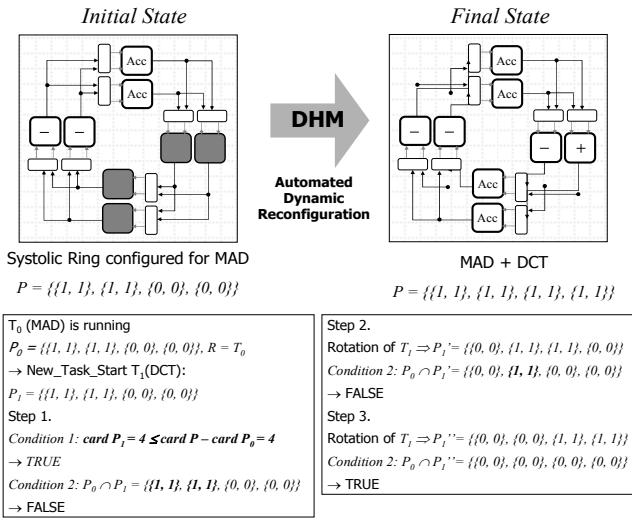 Initial State
Final State
Acc
Acc
− −
DHM
Automated
Dynamic
Reconfiguration
Acc
Acc
− −
− +
Acc
Acc
Systolic Ring configured for MAD
P = {{1, 1}, {1, 1}, {0, 0}, {0, 0}}
MAD + DCT
P = {{1, 1}, {1, 1}, {1, 1}, {1, 1}}
T₀ (MAD) is running
P₀ = {{1, 1}, {1, 1}, {0, 0}, {0, 0}}, R = T₀
→ New_Task_Start T₁(DCT):
P₁ = {{1, 1}, {1, 1}, {0, 0}, {0, 0}}
Step 1.
Condition 1: card P₁ = 4 ≤ card P – card P₀ = 4
→ TRUE
Condition 2: P₀ ∩ P₁ = {{1, 1}, {1, 1}, {0, 0}, {0, 0}}
→ FALSE
Step 2.
Rotation of T₁ ⇒ P₁’= {{0, 0}, {1, 1}, {1, 1}, {0, 0}}
Condition 2: P₀ ∩ P₁’= {{0, 0}, {1, 1}, {0, 0}, {0, 0}}
→ FALSE
Step 3.
Rotation of T₁ ⇒ P₁’’= {{0, 0}, {0, 0}, {1, 1}, {1, 1}}
Condition 2: P₀ ∩ P₁’’= {{0, 0}, {0, 0}, {0, 0}, {0, 0}}
→ TRUE